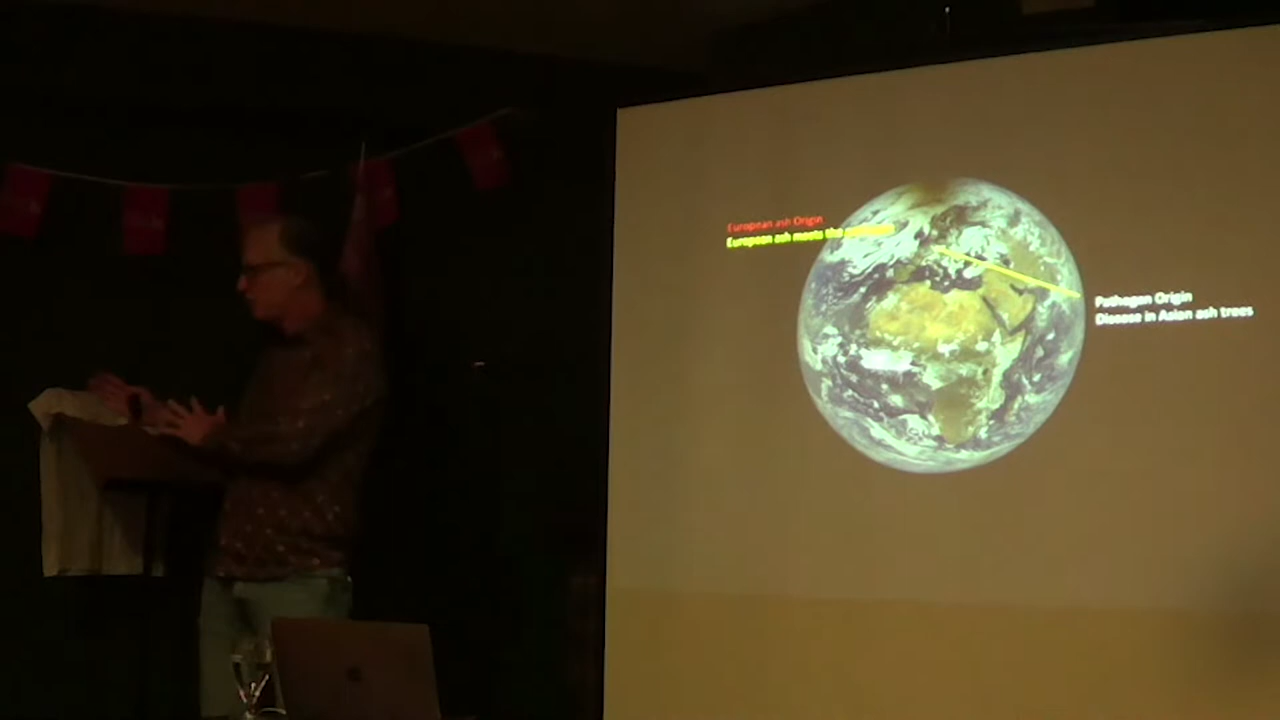 European ash Origin
European ash meets the
Pathogen Origin
Disease in Asian ash trees